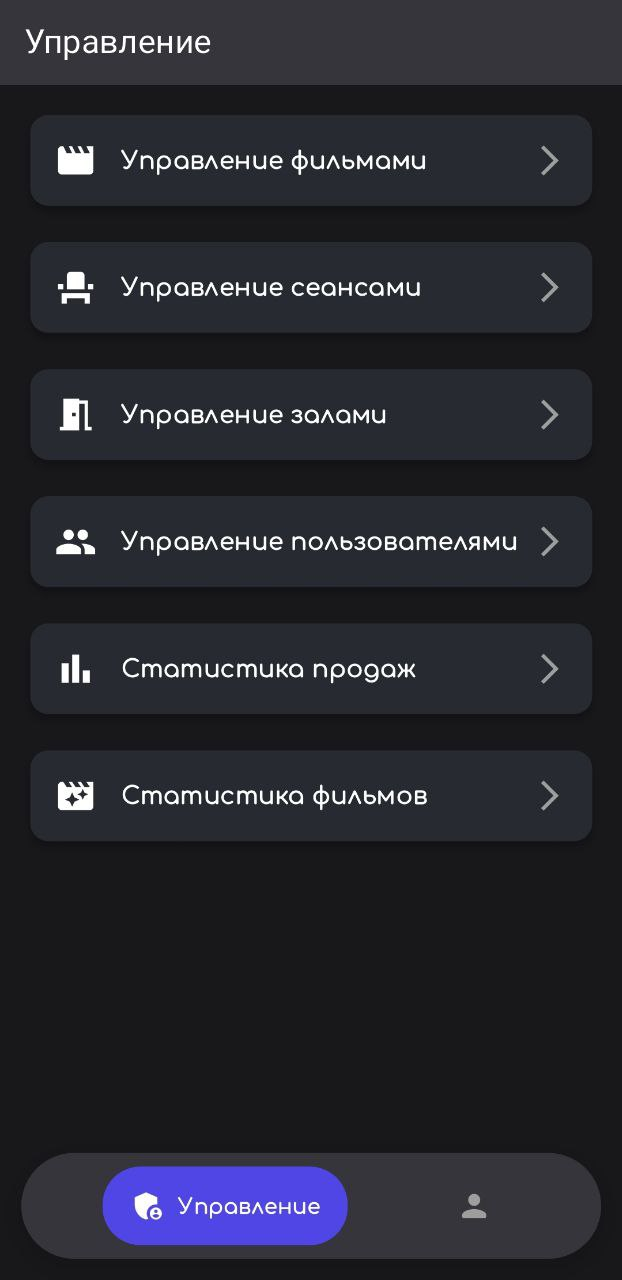 Управление
Управление фильмами
Управление сеансами
Управление залами
Управление пользователями
Статистика продаж
Статистика фильмов
Управление